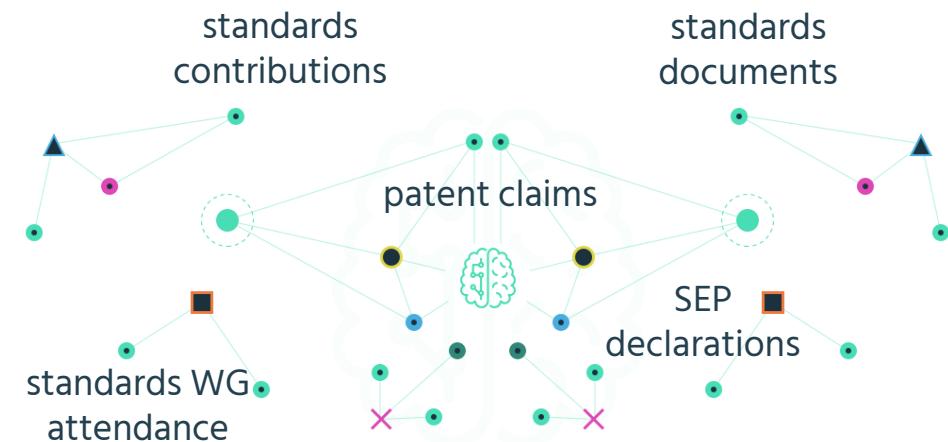 standards
contributions
standards
documents
patent claims
SEP
declarations
standards WG
attendance